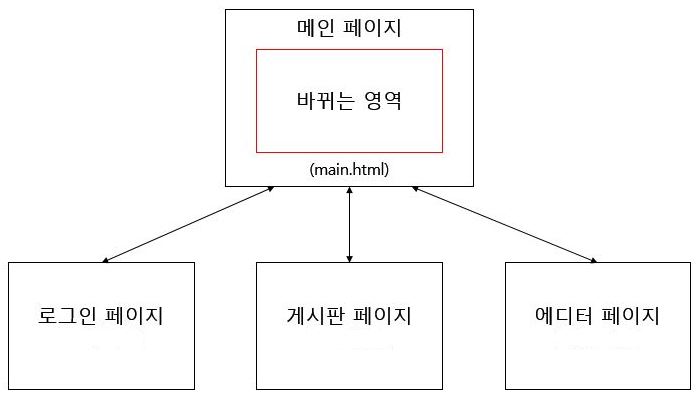 메인 페이지
바뀌는 영역
(main.html)
로그인 페이지
게시판 페이지
에디터 페이지